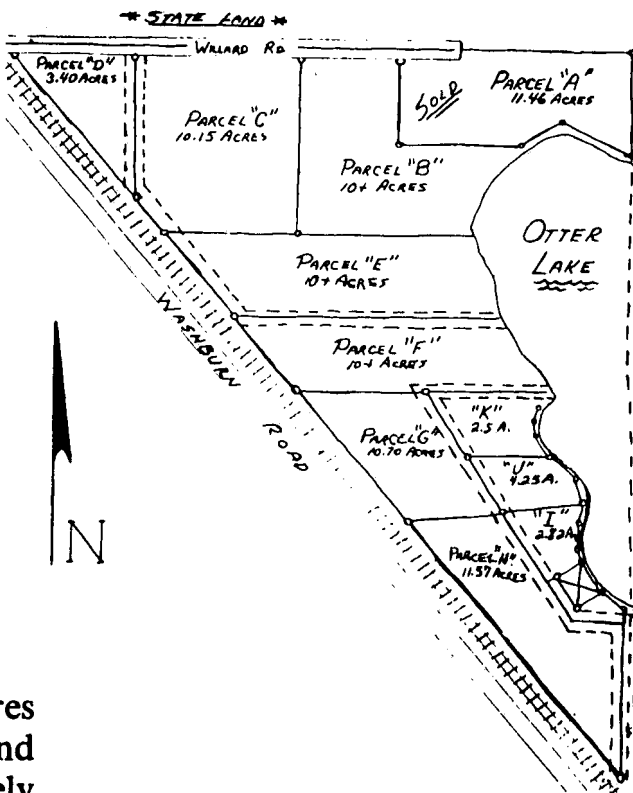 * STATE LAND *
WILLARD RD
PARCEL "D"
3.40 ACRES
PARCEL "C"
10.15 ACRES
SOLD
PARCEL "A"
11.46 ACRES
PARCEL "B"
10+ ACRES
OTTER
LAKE
PARCEL "E"
10+ ACRES
PARCEL "F"
10+ ACRES
WASHBURN
ROAD
PARCEL "G"
10.70 ACRES
"K"
2.5 A.
"J"
4.25 A.
"I"
2.82 A.
PARCEL "H"
11.57 ACRES
N
res
nd
ely